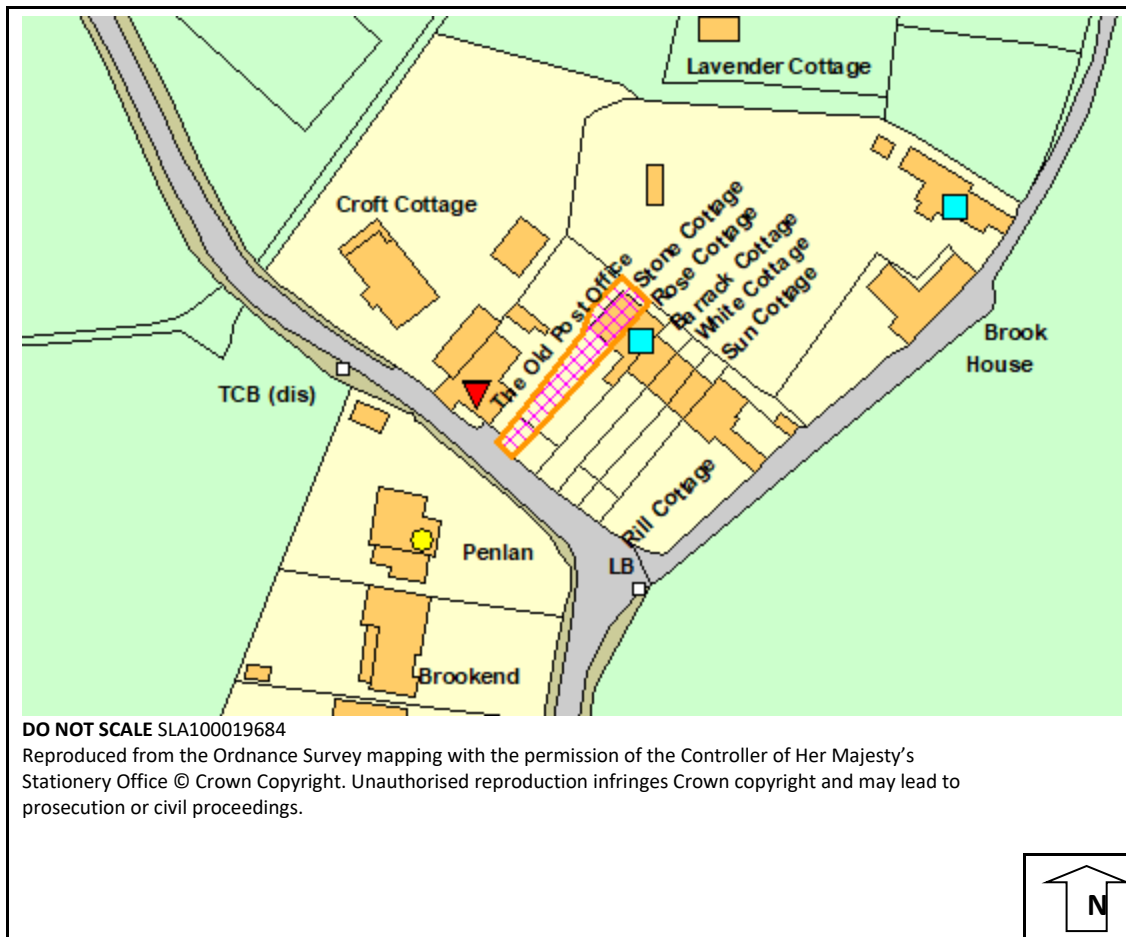 Lavender Cottage
Croft Cottage
Stone Cottage
Rose Cottage
Barrack Cottage
White Cottage
Sun Cottage
The Old Post Office
Brook
House
TCB (dis)
Rill Cottage
Penlan
LB
Brookend
DO NOT SCALE SLA100019684
Reproduced from the Ordnance Survey mapping with the permission of the Controller of Her Majesty's
Stationery Office © Crown Copyright. Unauthorised reproduction infringes Crown copyright and may lead to
prosecution or civil proceedings.
N